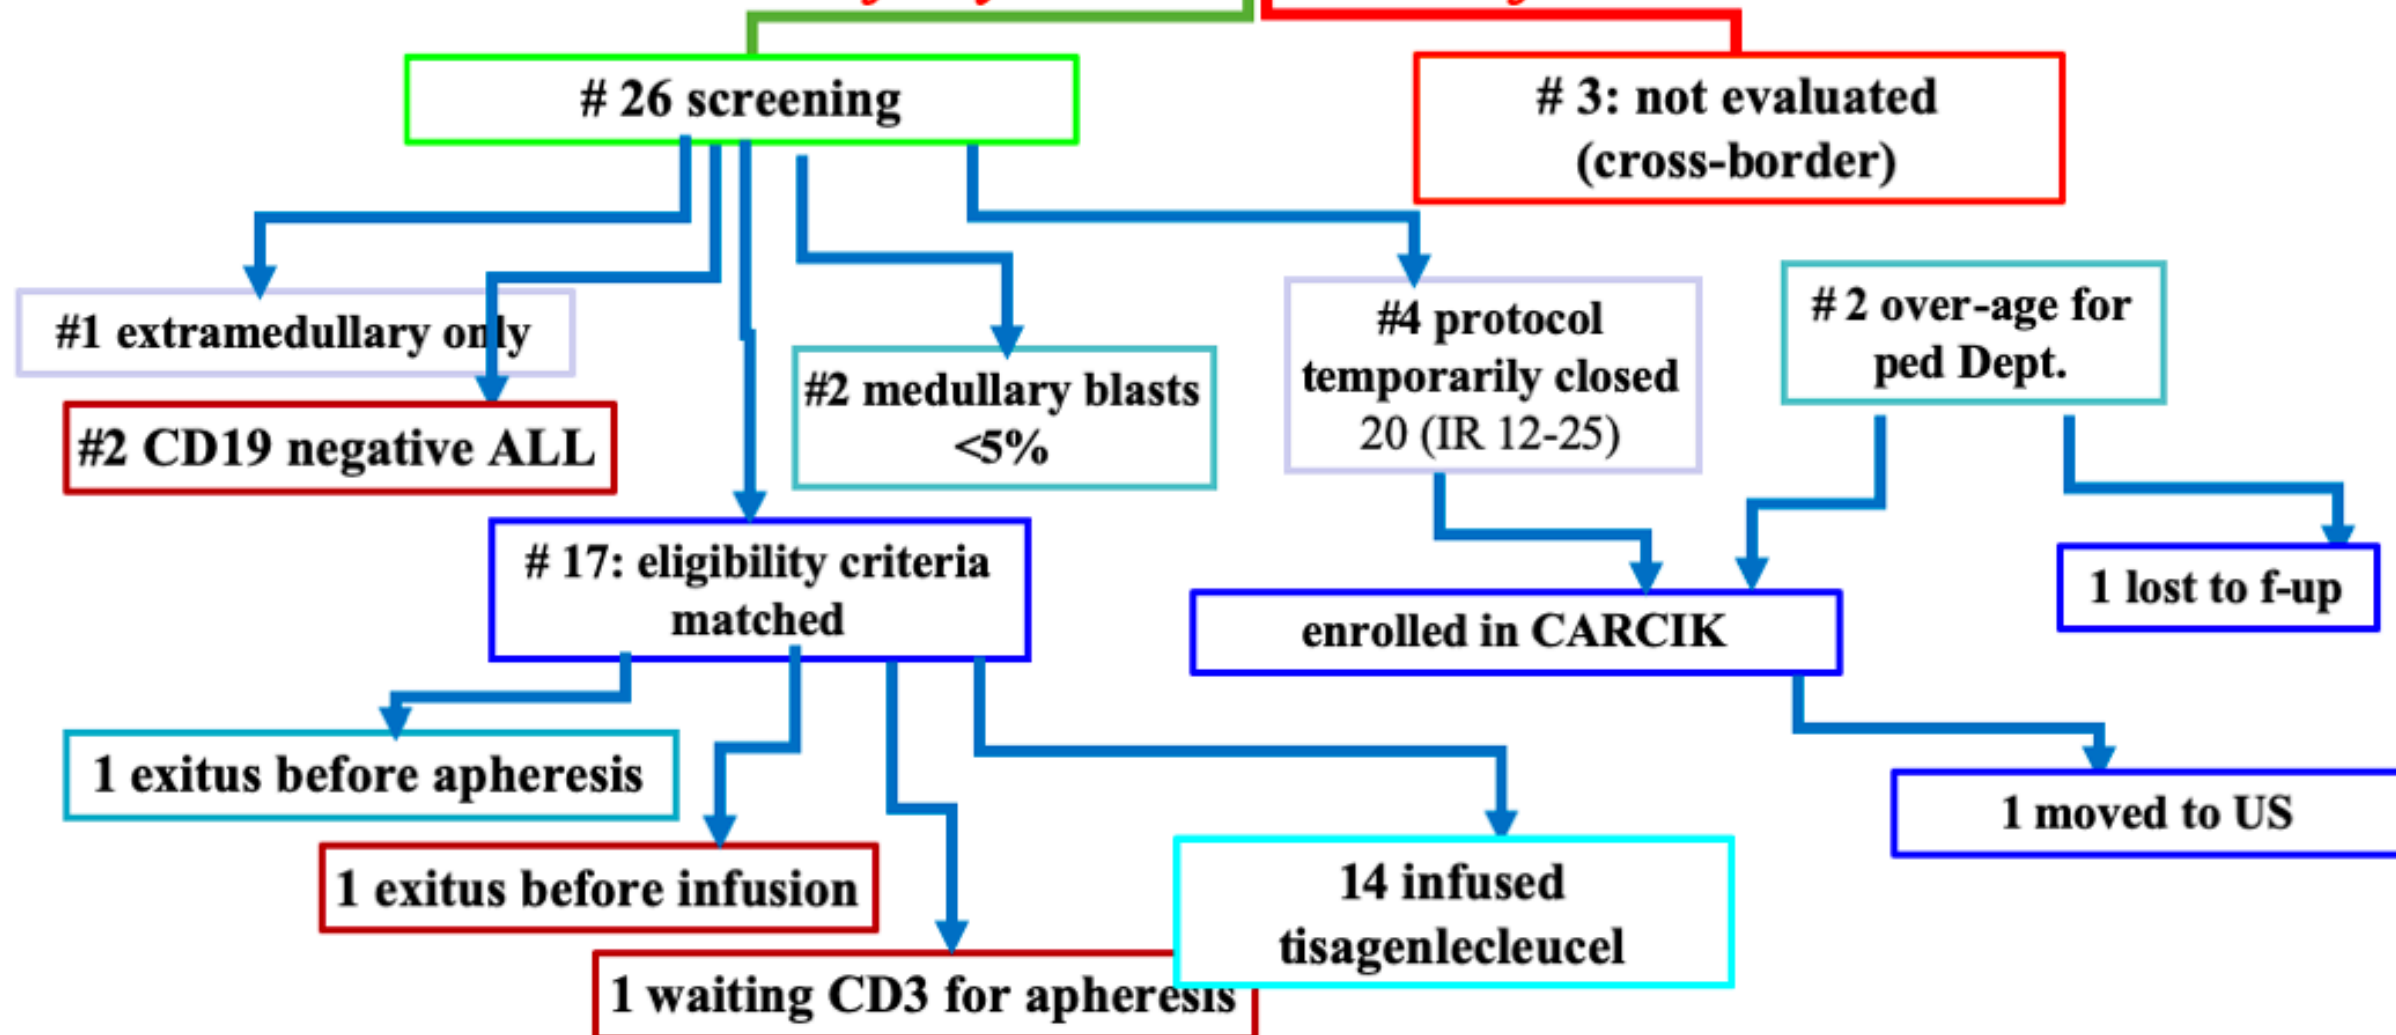 # 26 screening
# 3: not evaluated
(cross-border)
#1 extramedullary only
#2 CD19 negative ALL
#2 medullary blasts
<5%
#4 protocol
temporarily closed
20 (IR 12-25)
# 2 over-age for
ped Dept.
# 17: eligibility criteria
matched
enrolled in CARCIK
1 lost to f-up
1 exitus before apheresis
1 moved to US
1 exitus before infusion
14 infused
tisagenlecleucel
1 waiting CD3 for apheresis